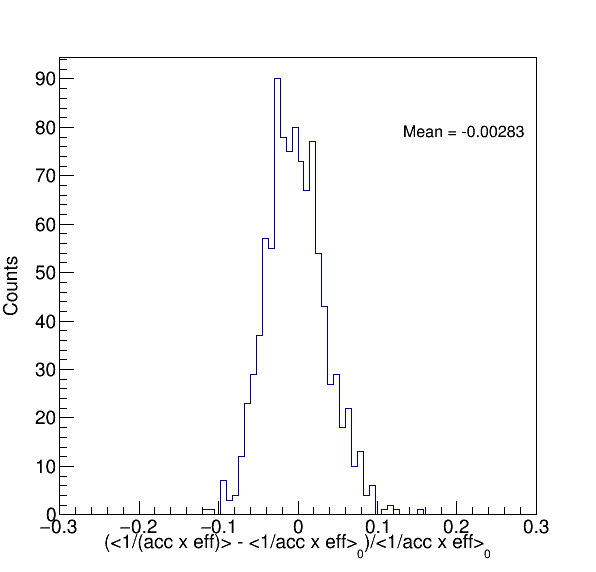 90
80
Mean = -0.00283
70
60
50
Counts
40
30
20
10
0
−0.3 −0.2 −0.1 0 0.1 0.2 0.3
(<1/(acc x eff)> - <1/acc x eff>₀)/<1/acc x eff>₀